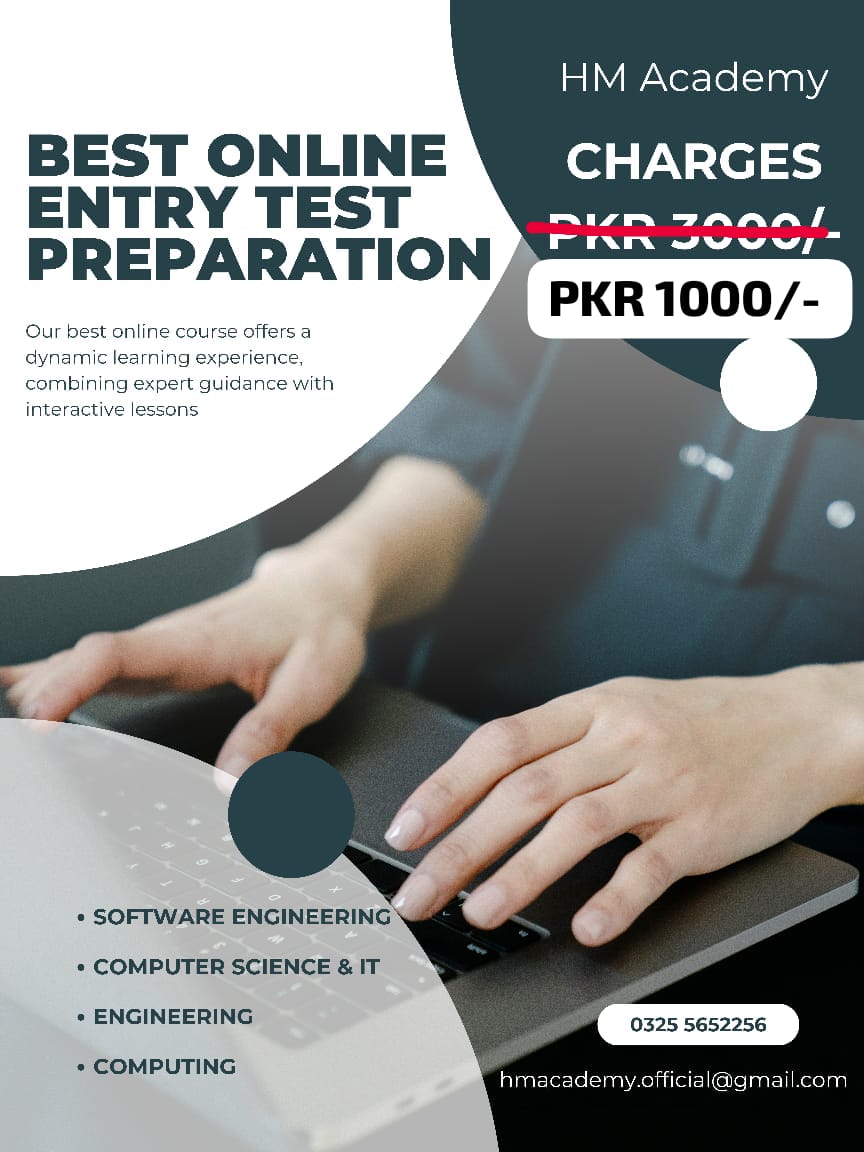 HM Academy
BEST ONLINE
ENTRY TEST
PREPARATION
CHARGES
PKR 3000/-
PKR 1000/-
Our best online course offers a
dynamic learning experience,
combining expert guidance with
interactive lessons
• SOFTWARE ENGINEERING
• COMPUTER SCIENCE & IT
• ENGINEERING
• COMPUTING
0325 5652256
hmacademy.official@gmail.com